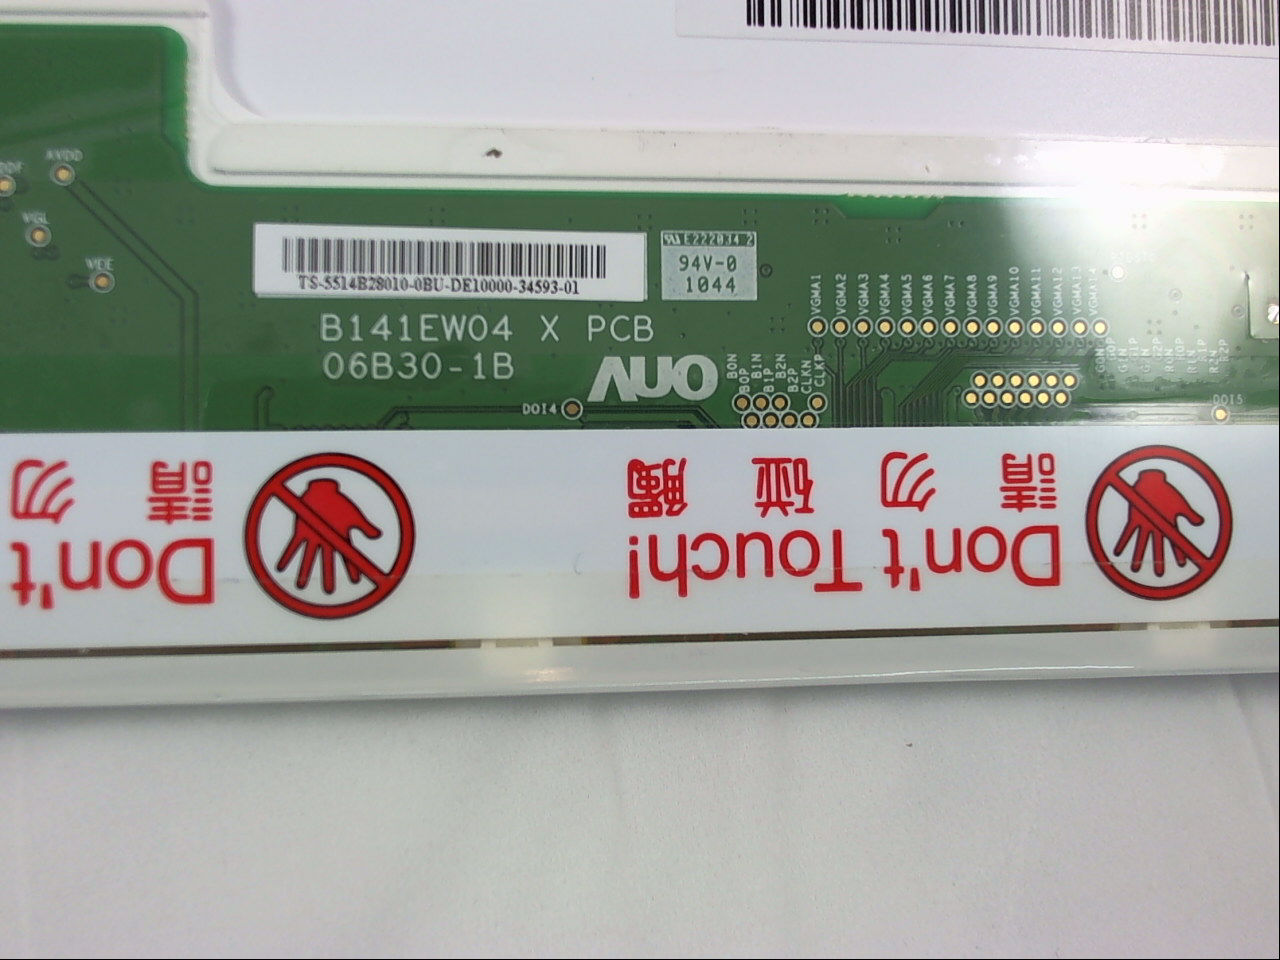 AVDD
VGL
VDE
TS-5514B28010-0BU-DE10000-34593-01
E222034 2
94V-0
1044
B141EW04 X PCB
06B30-1B
AUO
VGMA1
VGMA2
VGMA3
VGMA4
VGMA5
VGMA6
VGMA7
VGMA8
VGMA9
VGMA10
VGMA11
VGMA12
VGMA13
VGMA14
B0N
B0P
B1N
B1P
B2N
B2P
CLKN
CLKP
DOI4
DOI5
請勿碰觸
Don't Touch!
請勿
Don't